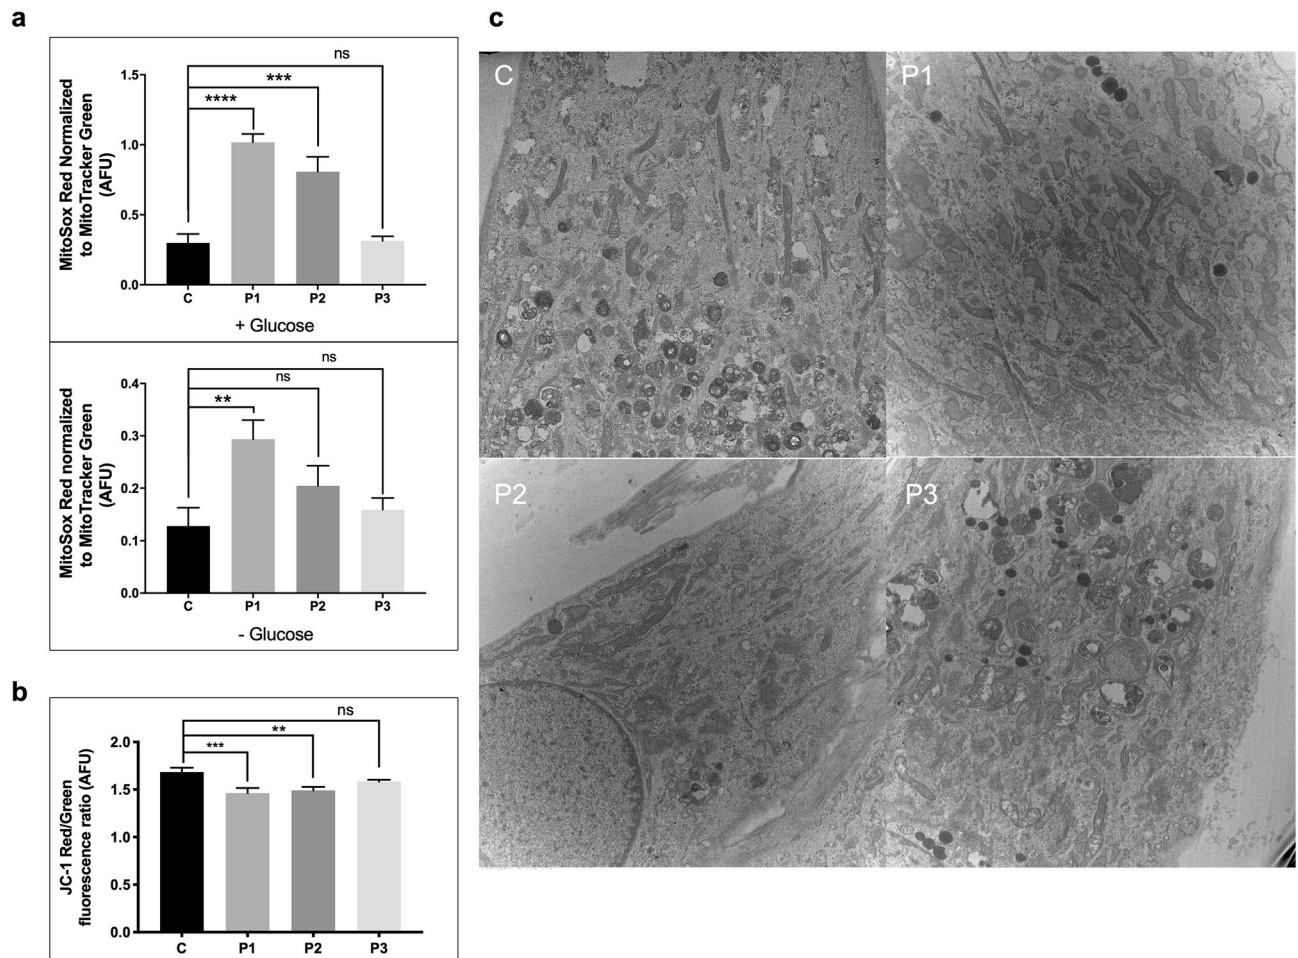 a
ns
***
****
1.5
1.0
0.5
0.0
MitoSox Red Normalized
to MitoTracker Green
(AFU)
C P1 P2 P3
+ Glucose
ns
ns
**
0.4
0.3
0.2
0.1
0.0
MitoSox Red normalized
to MitoTracker Green
(AFU)
C P1 P2 P3
- Glucose
b
ns
**
***
2.0
1.5
1.0
0.5
0.0
JC-1 Red/Green
fluorescence ratio (AFU)
C P1 P2 P3
c
C
P1
P2
P3